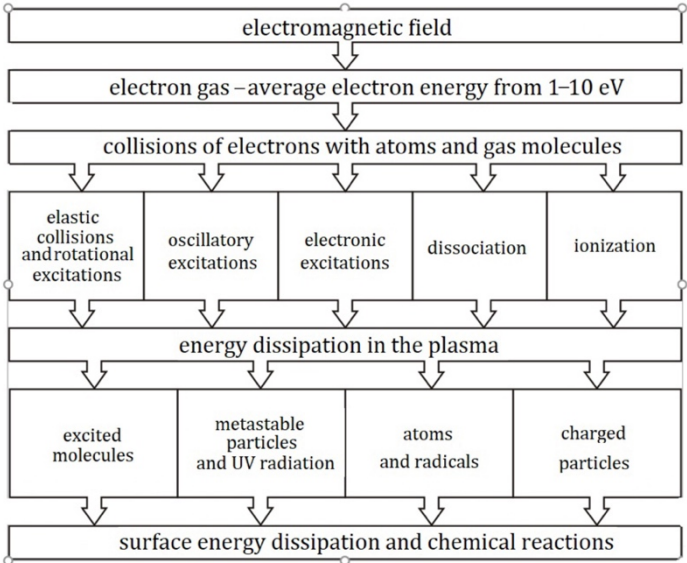 electromagnetic field
electron gas – average electron energy from 1–10 eV
collisions of electrons with atoms and gas molecules
elastic
collisions
and rotational
excitations
oscillatory
excitations
electronic
excitations
dissociation
ionization
energy dissipation in the plasma
excited
molecules
metastable
particles
and UV radiation
atoms
and radicals
charged
particles
surface energy dissipation and chemical reactions